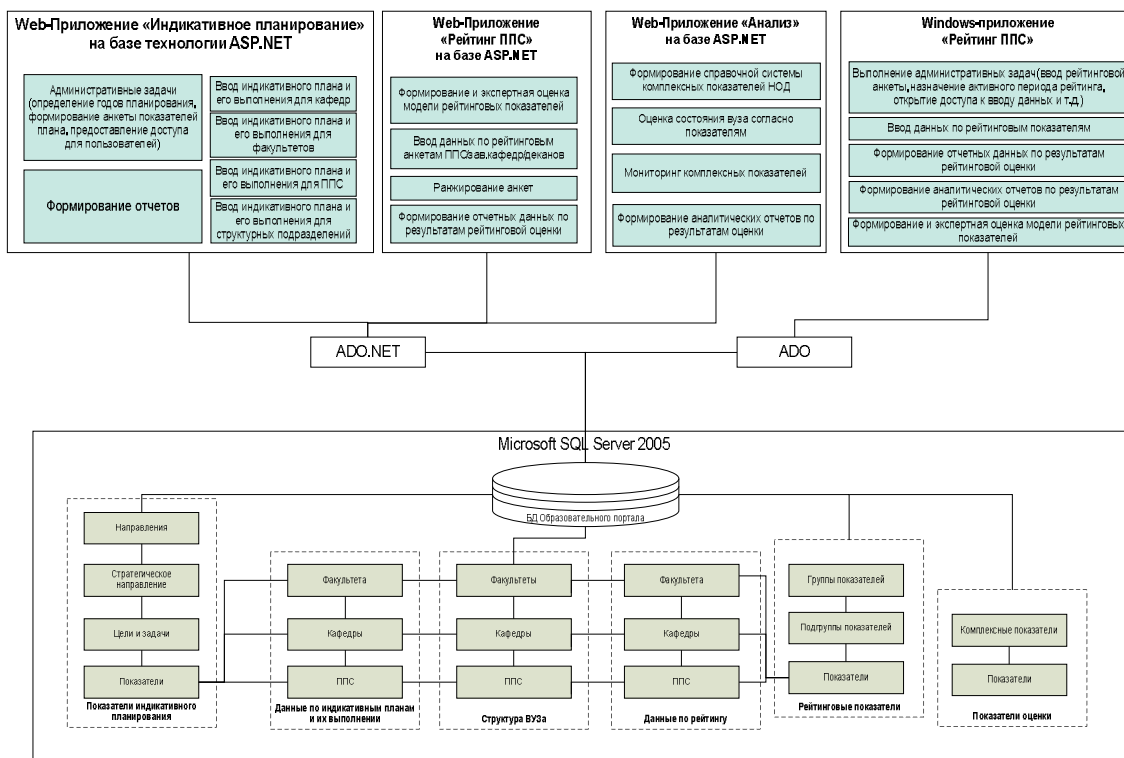 Web-Приложение «Индикативное планирование»
на базе технологии ASP.NET
Административные задачи
(определение годов планирования,
формирование анкеты показателей
плана, предоставление доступа
для пользователей)
Формирование отчетов
Ввод индикативного плана и
его выполнения для кафедр
Ввод индикативного плана и
его выполнения для
факультетов
Ввод индикативного плана и
его выполнения для ППС
Ввод индикативного плана и
его выполнения для
структурных подразделений
Web-Приложение
«Рейтинг ППС»
на базе ASP.NET
Формирование и экспертная оценка
модели рейтинговых показателей
Ввод данных по рейтинговым
анкетам ППС/зав.кафедр/деканов
Ранжирование анкет
Формирование отчетных данных по
результатам рейтинговой оценки
Web-Приложение «Анализ»
на базе ASP.NET
Формирование справочной системы
комплексных показателей НОД
Оценка состояния вуза согласно
показателям
Мониторинг комплексных показателей
Формирование аналитических отчетов по
результатам оценки
Windows-приложение
«Рейтинг ППС»
Выполнение административных задач(ввод рейтинговой
анкеты, назначение активного периода рейтинга,
открытие доступа к вводу данных и т.д.)
Ввод данных по рейтинговым показателям
Формирование отчетных данных по результатам
рейтинговой оценки
Формирование аналитических отчетов по результатам
рейтинговой оценки
Формирование и экспертная оценка модели рейтинговых
показателей
ADO.NET
ADO
Microsoft SQL Server 2005
БД Образовательного портала
Направления
Стратегическое
направление
Цели и задачи
Показатели
Показатели индикативного
планирования
Факультета
Кафедры
ППС
Данные по индикативным планам
и их выполнении
Факультеты
Кафедры
ППС
Структура ВУЗа
Факультета
Кафедры
ППС
Данные по рейтингу
Группы показателей
Подгруппы показателей
Показатели
Рейтинговые показатели
Комплексные показатели
Показатели
Показатели оценки